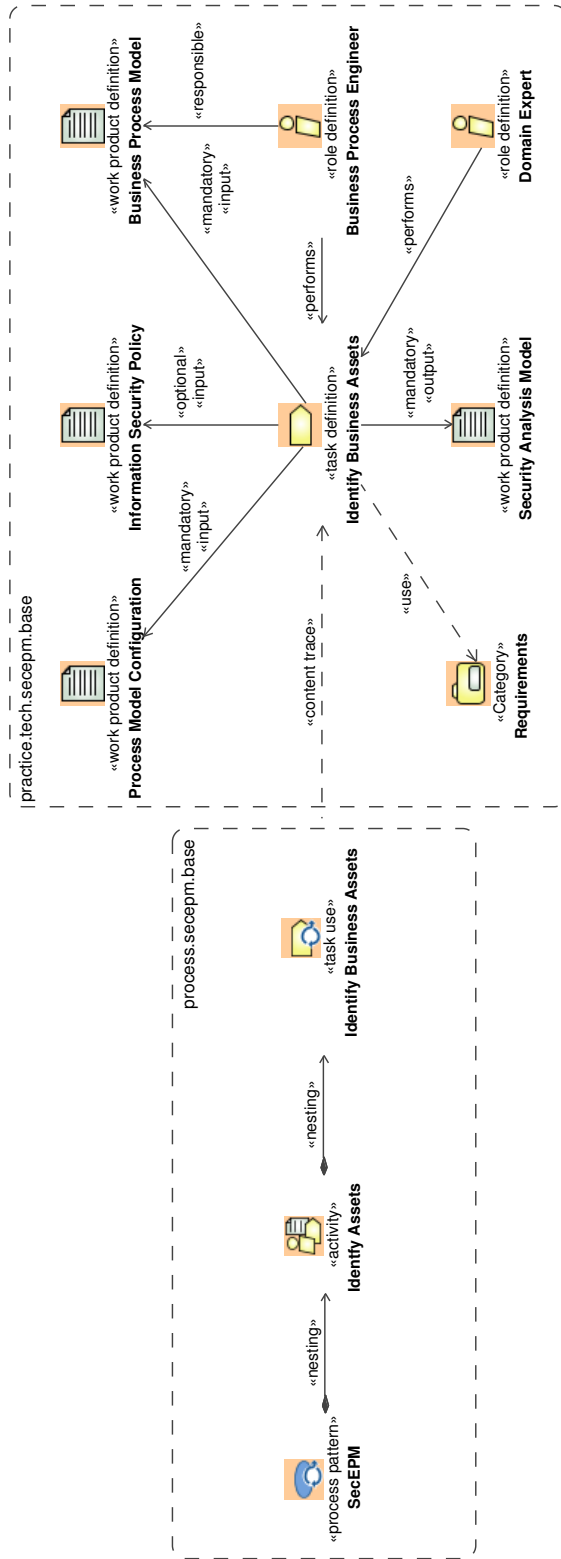 process.secepm.base
«process pattern»
SecEPM
«nesting»
«activity»
Identfy Assets
«nesting»
«task use»
Identify Business Assets
practice.tech.secepm.base
«work product definition»
Process Model Configuration
«work product definition»
Information Security Policy
«work product definition»
Business Process Model
«mandatory»
«input»
«optional»
«input»
«mandatory»
«input»
«responsible»
«content trace»
«task definition»
Identify Business Assets
«performs»
«role definition»
Business Process Engineer
«use»
«mandatory»
«output»
«performs»
«Category»
Requirements
«work product definition»
Security Analysis Model
«role definition»
Domain Expert